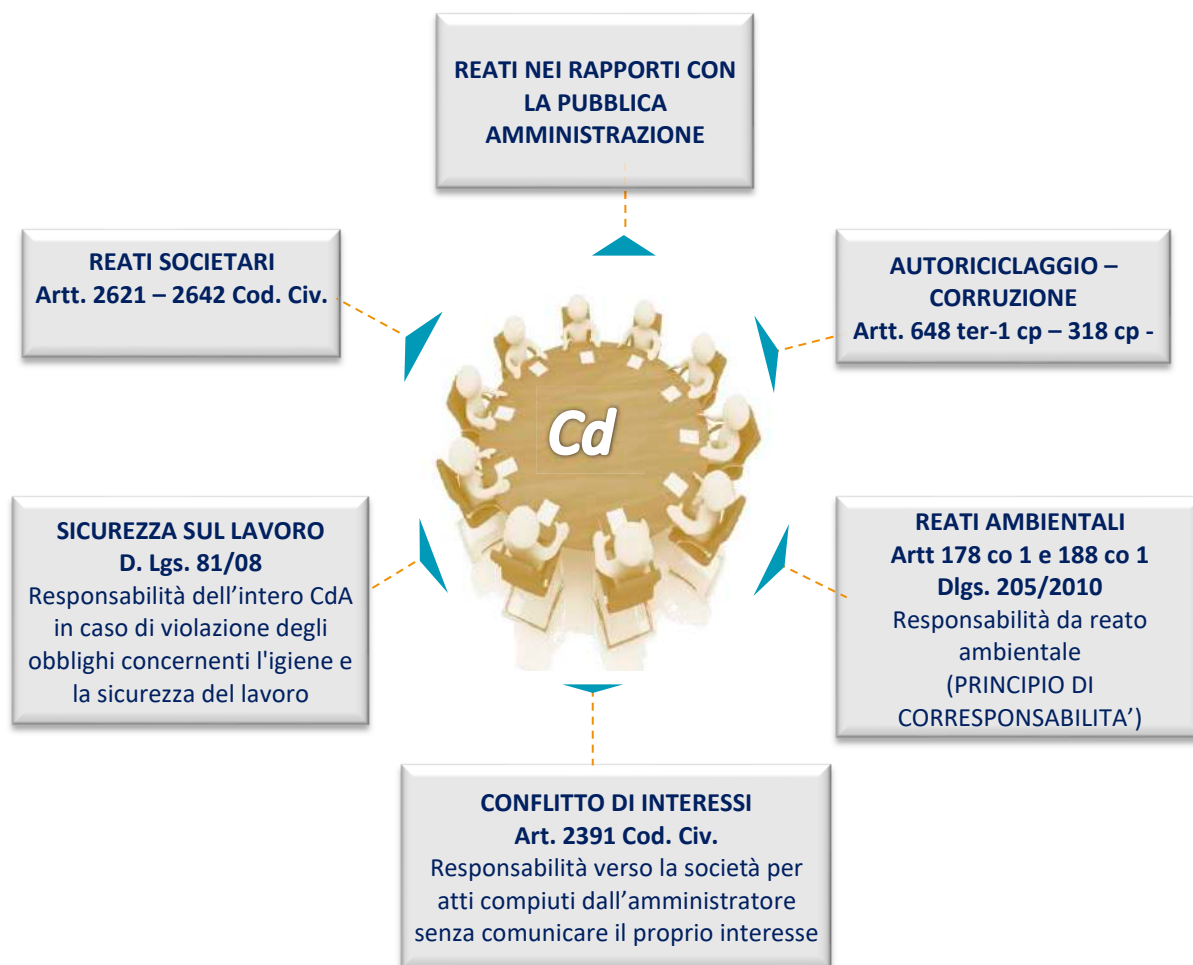 REATI NEI RAPPORTI CON
LA PUBBLICA
AMMINISTRAZIONE
REATI SOCIETARI
Artt. 2621 – 2642 Cod. Civ.
AUTORICICLAGGIO –
CORRUZIONE
Artt. 648 ter-1 cp – 318 cp -
Cd
SICUREZZA SUL LAVORO
D. Lgs. 81/08
Responsabilità dell’intero CdA
in caso di violazione degli
obblighi concernenti l'igiene e
la sicurezza del lavoro
REATI AMBIENTALI
Artt 178 co 1 e 188 co 1
Dlgs. 205/2010
Responsabilità da reato
ambientale
(PRINCIPIO DI
CORRESPONSABILITA’)
CONFLITTO DI INTERESSI
Art. 2391 Cod. Civ.
Responsabilità verso la società per
atti compiuti dall’amministratore
senza comunicare il proprio interesse